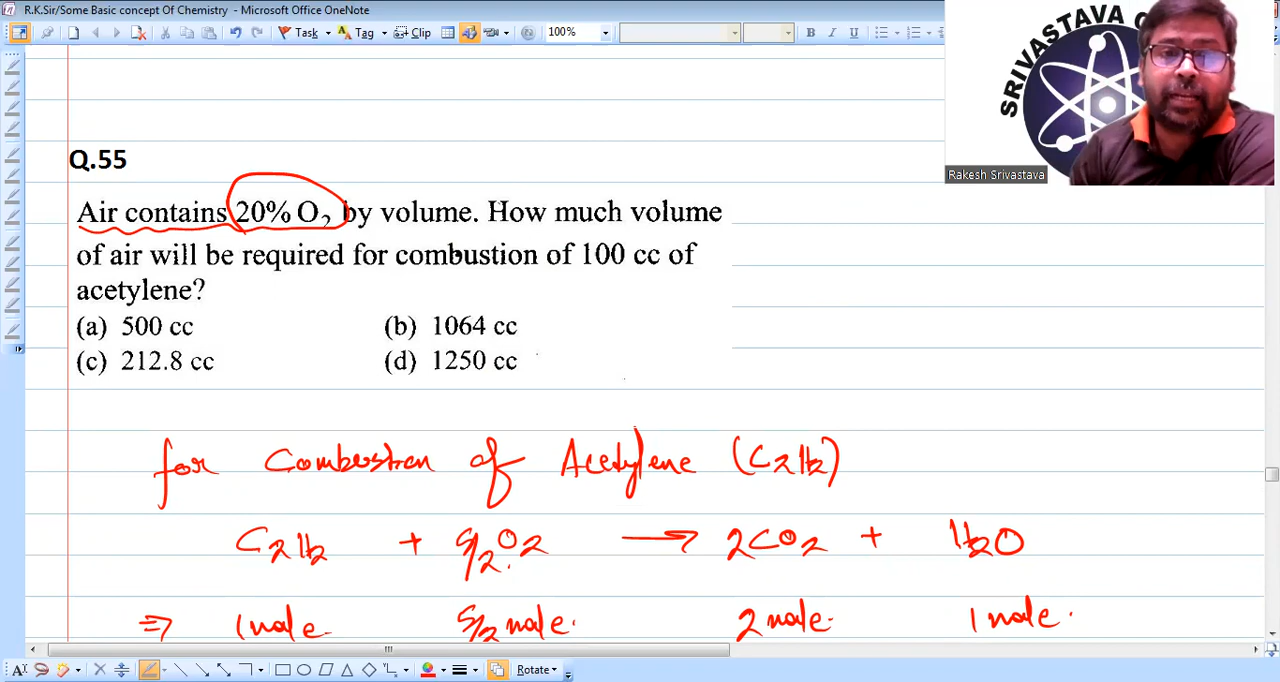 R.K.Sir/Some Basic concept Of Chemistry - Microsoft Office OneNote
Task Tag Clip 100% B I U
SRIVASTAVA
Rakesh Srivastava
Q.55
Air contains 20% O₂ by volume. How much volume
of air will be required for combustion of 100 cc of
acetylene?
(a) 500 cc (b) 1064 cc
(c) 212.8 cc (d) 1250 cc
for Combustion of Acetylene (C2H2)
C2H2 + 5/2O2 → 2CO2 + H2O
⇒ 1 mole 5/2 mole. 2 mole. 1 mole.
A Rotate